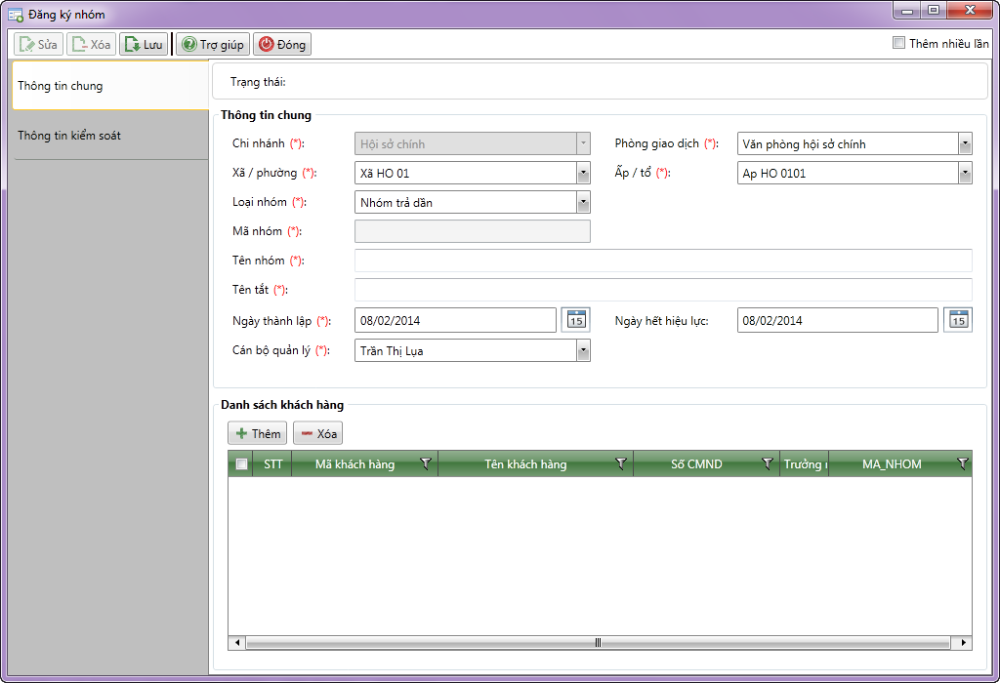 Đăng ký nhóm
Sửa Xóa Lưu Trợ giúp Đóng Thêm nhiều lần
Thông tin chung
Thông tin kiểm soát
Trạng thái:
Thông tin chung
Chi nhánh (*): Hội sở chính Phòng giao dịch (*): Văn phòng hội sở chính
Xã / phường (*): Xã HO 01 Ấp / tổ (*): Ap HO 0101
Loại nhóm (*): Nhóm trả dần
Mã nhóm (*):
Tên nhóm (*):
Tên tắt (*):
Ngày thành lập (*): 08/02/2014 15 Ngày hết hiệu lực: 08/02/2014 15
Cán bộ quản lý (*): Trần Thị Lụa
Danh sách khách hàng
Thêm Xóa
STT Mã khách hàng Tên khách hàng Số CMND Trưởng MA_NHOM